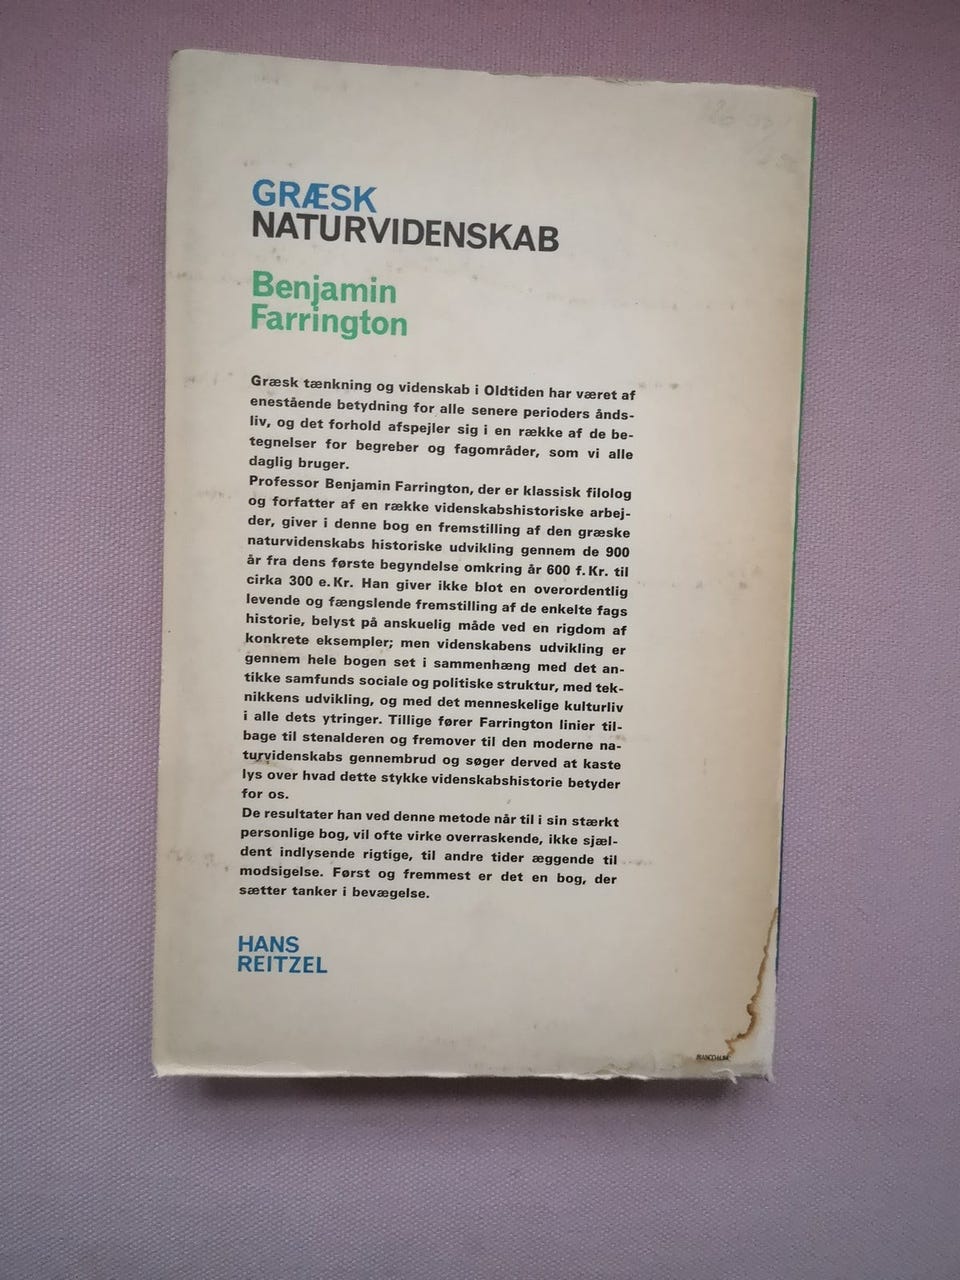 GRÆSK
NATURVIDENSKAB
Benjamin
Farrington
Græsk tænkning og videnskab i Oldtiden har været af
enestående betydning for alle senere perioders ånds-
liv, og det forhold afspejler sig i en række af de be-
tegnelser for begreber og fagområder, som vi alle
daglig bruger.
Professor Benjamin Farrington, der er klassisk filolog
og forfatter af en række videnskabshistoriske arbej-
der, giver i denne bog en fremstilling af den græske
naturvidenskabs historiske udvikling gennem de 900
år fra dens første begyndelse omkring år 600 f. Kr. til
cirka 300 e. Kr. Han giver ikke blot en overordentlig
levende og fængslende fremstilling af de enkelte fags
historie, belyst på anskuelig måde ved en rigdom af
konkrete eksempler; men videnskabens udvikling er
gennem hele bogen set i sammenhæng med det an-
tikke samfunds sociale og politiske struktur, med tek-
nikkens udvikling, og med det menneskelige kulturliv
i alle dets ytringer. Tillige fører Farrington linier til-
bage til stenalderen og fremover til den moderne na-
turvidenskabs gennembrud og søger derved at kaste
lys over hvad dette stykke videnskabshistorie betyder
for os.
De resultater han ved denne metode når til i sin stærkt
personlige bog, vil ofte virke overraskende, ikke sjæl-
dent indlysende rigtige, til andre tider æggende til
modsigelse. Først og fremmest er det en bog, der
sætter tanker i bevægelse.
HANS
REITZEL